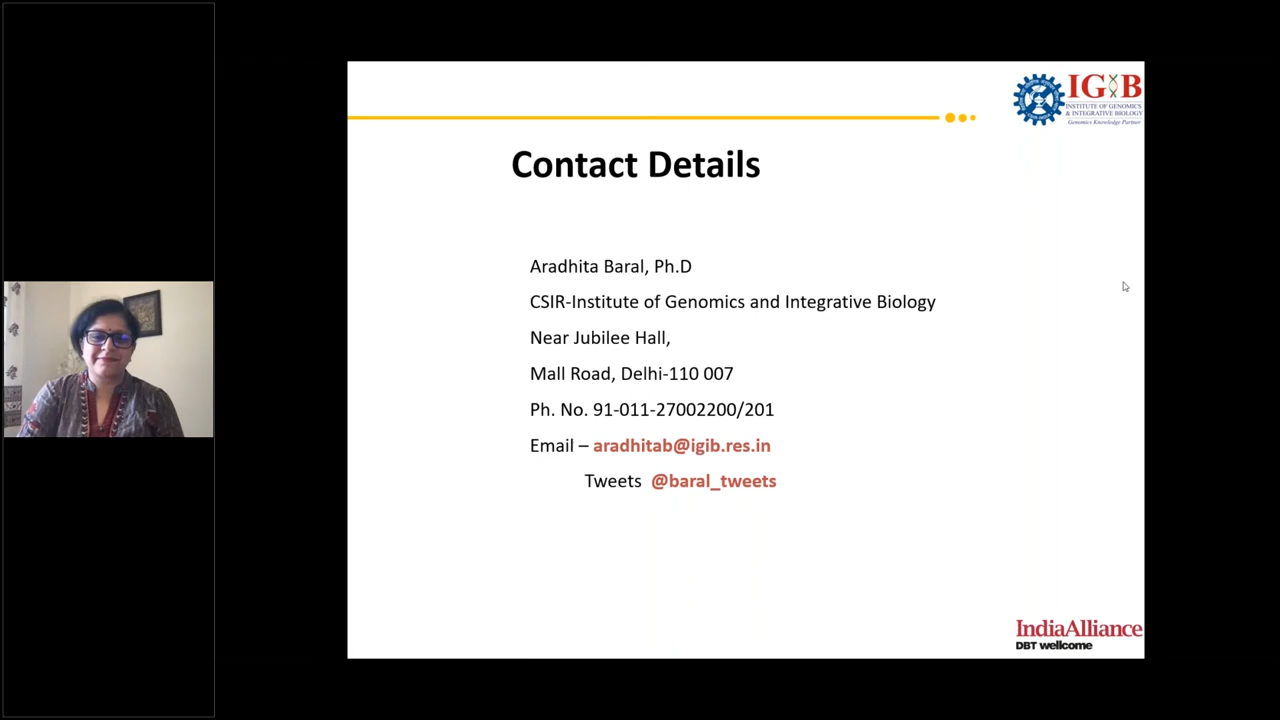 IGIB
INSTITUTE OF GENOMICS
& INTEGRATIVE BIOLOGY
Genomics Knowledge Partner
Contact Details
Aradhita Baral, Ph.D
CSIR-Institute of Genomics and Integrative Biology
Near Jubilee Hall,
Mall Road, Delhi-110 007
Ph. No. 91-011-27002200/201
Email – aradhitab@igib.res.in
Tweets @baral_tweets
IndiaAlliance
DBT wellcome